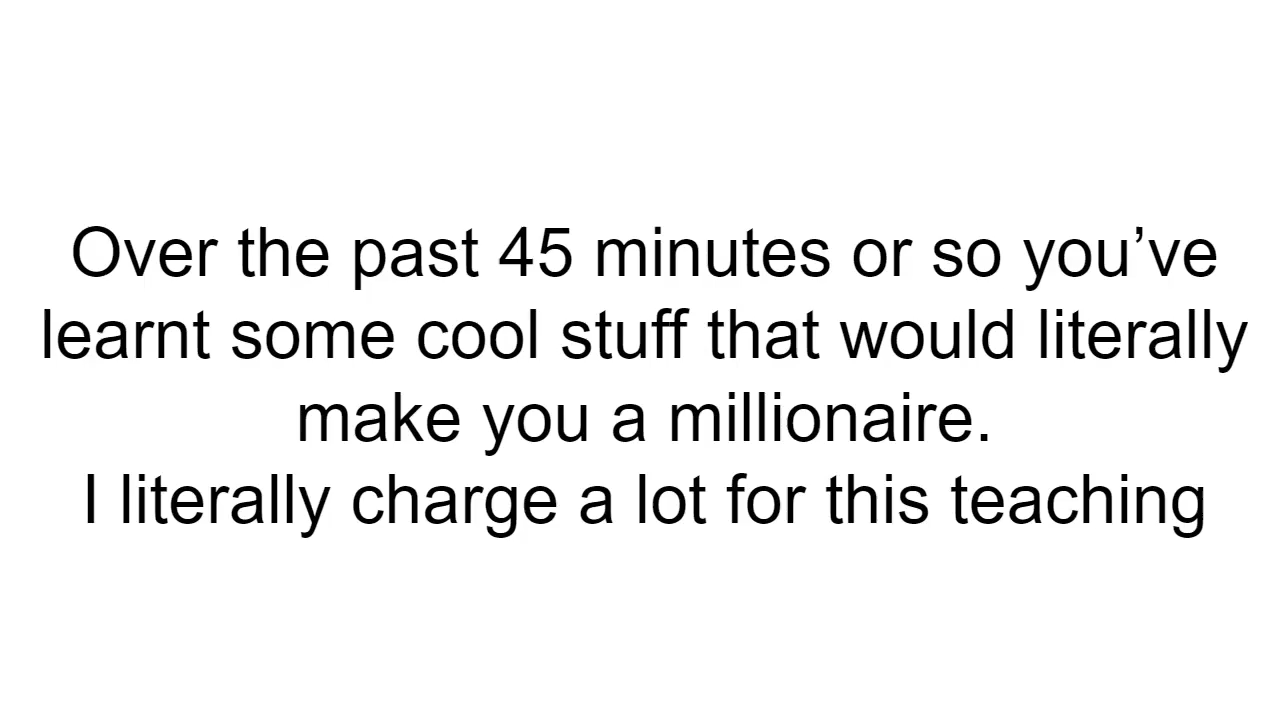 Over the past 45 minutes or so you’ve
learnt some cool stuff that would literally
make you a millionaire.
I literally charge a lot for this teaching